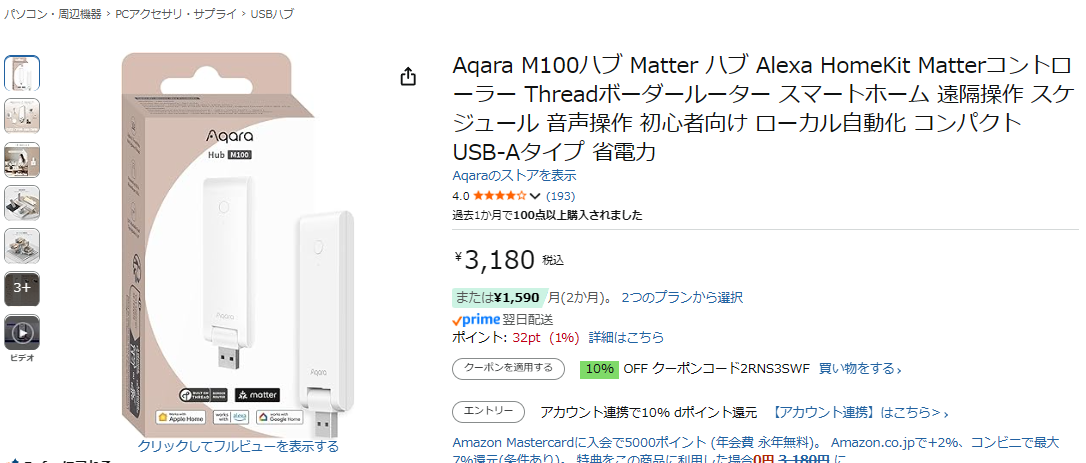 パソコン・周辺機器 › PCアクセサリ・サプライ › USBハブ
Aqara
Hub M100
Aqara
Aqara
BUILT ON THREAD
BORDER ROUTER
matter
Works with Apple Home
works with alexa
works with Google Home
3+
ビデオ
クリックしてフルビューを表示する
Aqara M100ハブ Matter ハブ Alexa HomeKit Matterコントロ
ーラー Threadボーダールーター スマートホーム 遠隔操作 スケ
ジュール 音声操作 初心者向け ローカル自動化 コンパクト
USB-Aタイプ 省電力
Aqaraのストアを表示
4.0 (193)
過去1か月で100点以上購入されました
¥3,180 税込
または¥1,590 月(2か月)。 2つのプランから選択
prime 翌日配送
ポイント: 32pt (1%) 詳細はこちら
クーポンを適用する 10% OFF クーポンコード2RNS3SWF 買い物をする ›
エントリー アカウント連携で10% dポイント還元 【アカウント連携】はこちら> ›
Amazon Mastercardに入会で5000ポイント (年会費 永年無料)。 Amazon.co.jpで+2%、コンビニで最大
7%還元(条件あり)。 特典をこの商品に利用した場合0円 3,180円 に